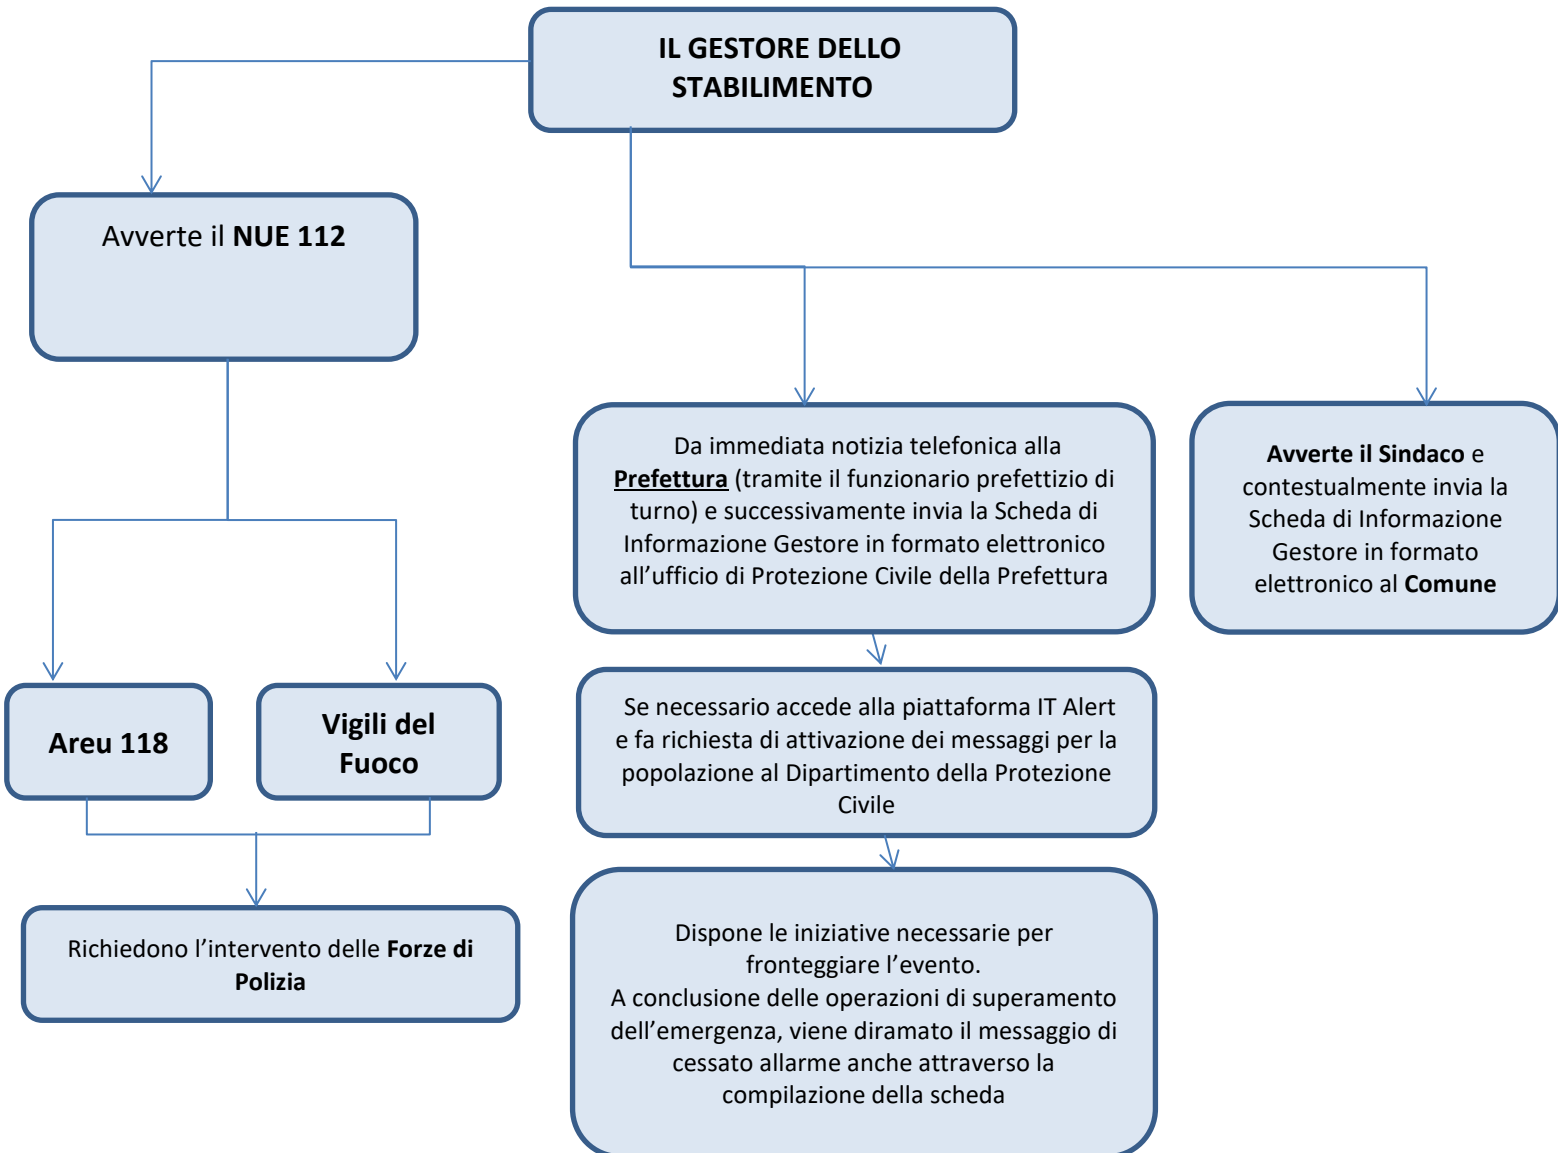 IL GESTORE DELLO
STABILIMENTO
Avverte il NUE 112
Da immediata notizia telefonica alla
Prefettura (tramite il funzionario prefettizio di
turno) e successivamente invia la Scheda di
Informazione Gestore in formato elettronico
all’ufficio di Protezione Civile della Prefettura
Avverte il Sindaco e
contestualmente invia la
Scheda di Informazione
Gestore in formato
elettronico al Comune
Areu 118
Vigili del
Fuoco
Se necessario accede alla piattaforma IT Alert
e fa richiesta di attivazione dei messaggi per la
popolazione al Dipartimento della Protezione
Civile
Richiedono l’intervento delle Forze di
Polizia
Dispone le iniziative necessarie per
fronteggiare l’evento.
A conclusione delle operazioni di superamento
dell’emergenza, viene diramato il messaggio di
cessato allarme anche attraverso la
compilazione della scheda